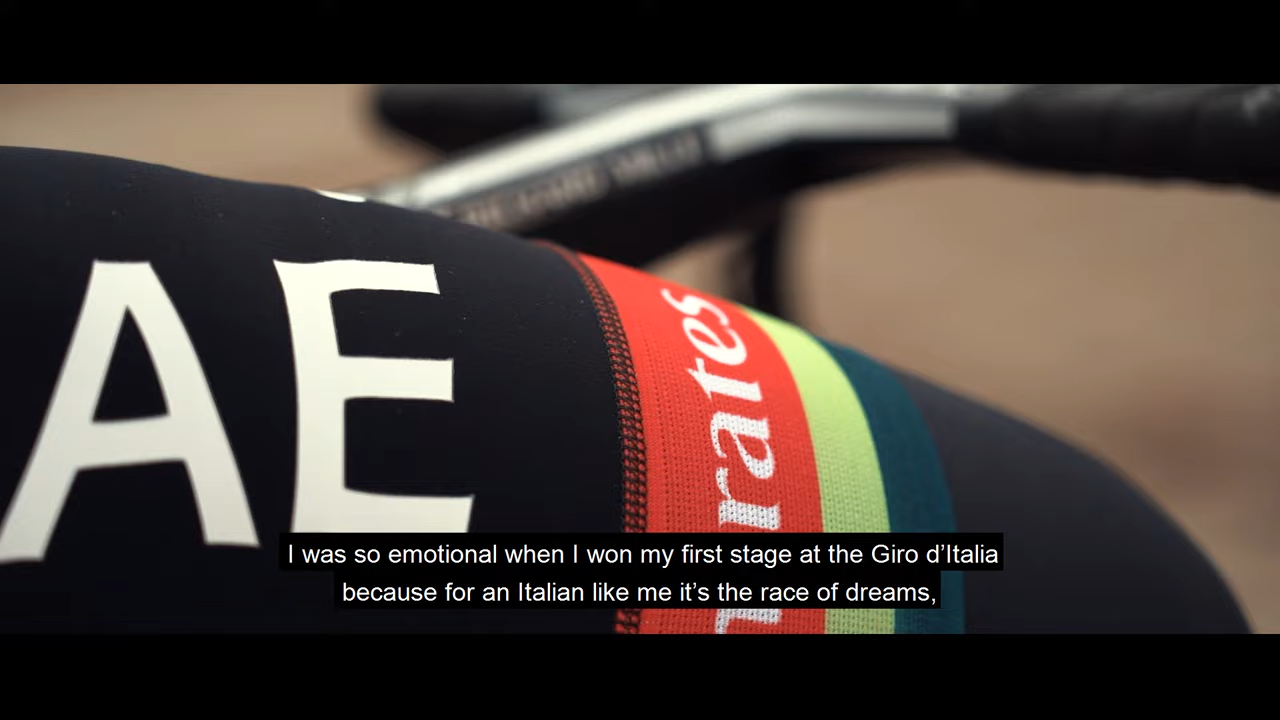 AE
rates
I was so emotional when I won my first stage at the Giro d’Italia
because for an Italian like me it’s the race of dreams,